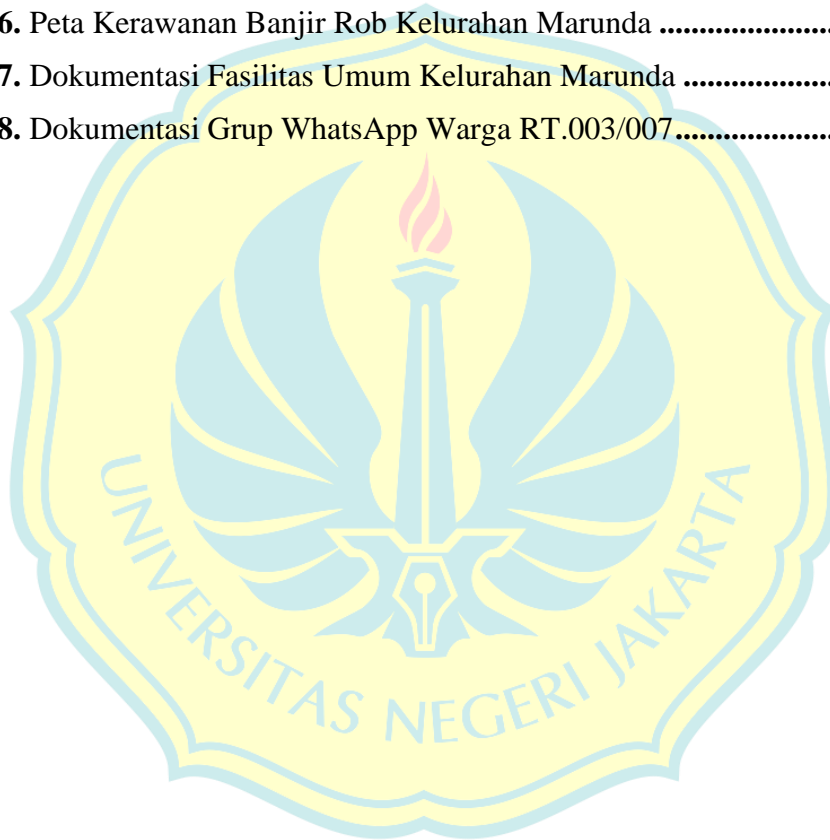 6. Peta Kerawanan Banjir Rob Kelurahan Marunda ......................
7. Dokumentasi Fasilitas Umum Kelurahan Marunda ...................
8. Dokumentasi Grup WhatsApp Warga RT.003/007....................
UNIVERSITAS NEGERI JAKARTA